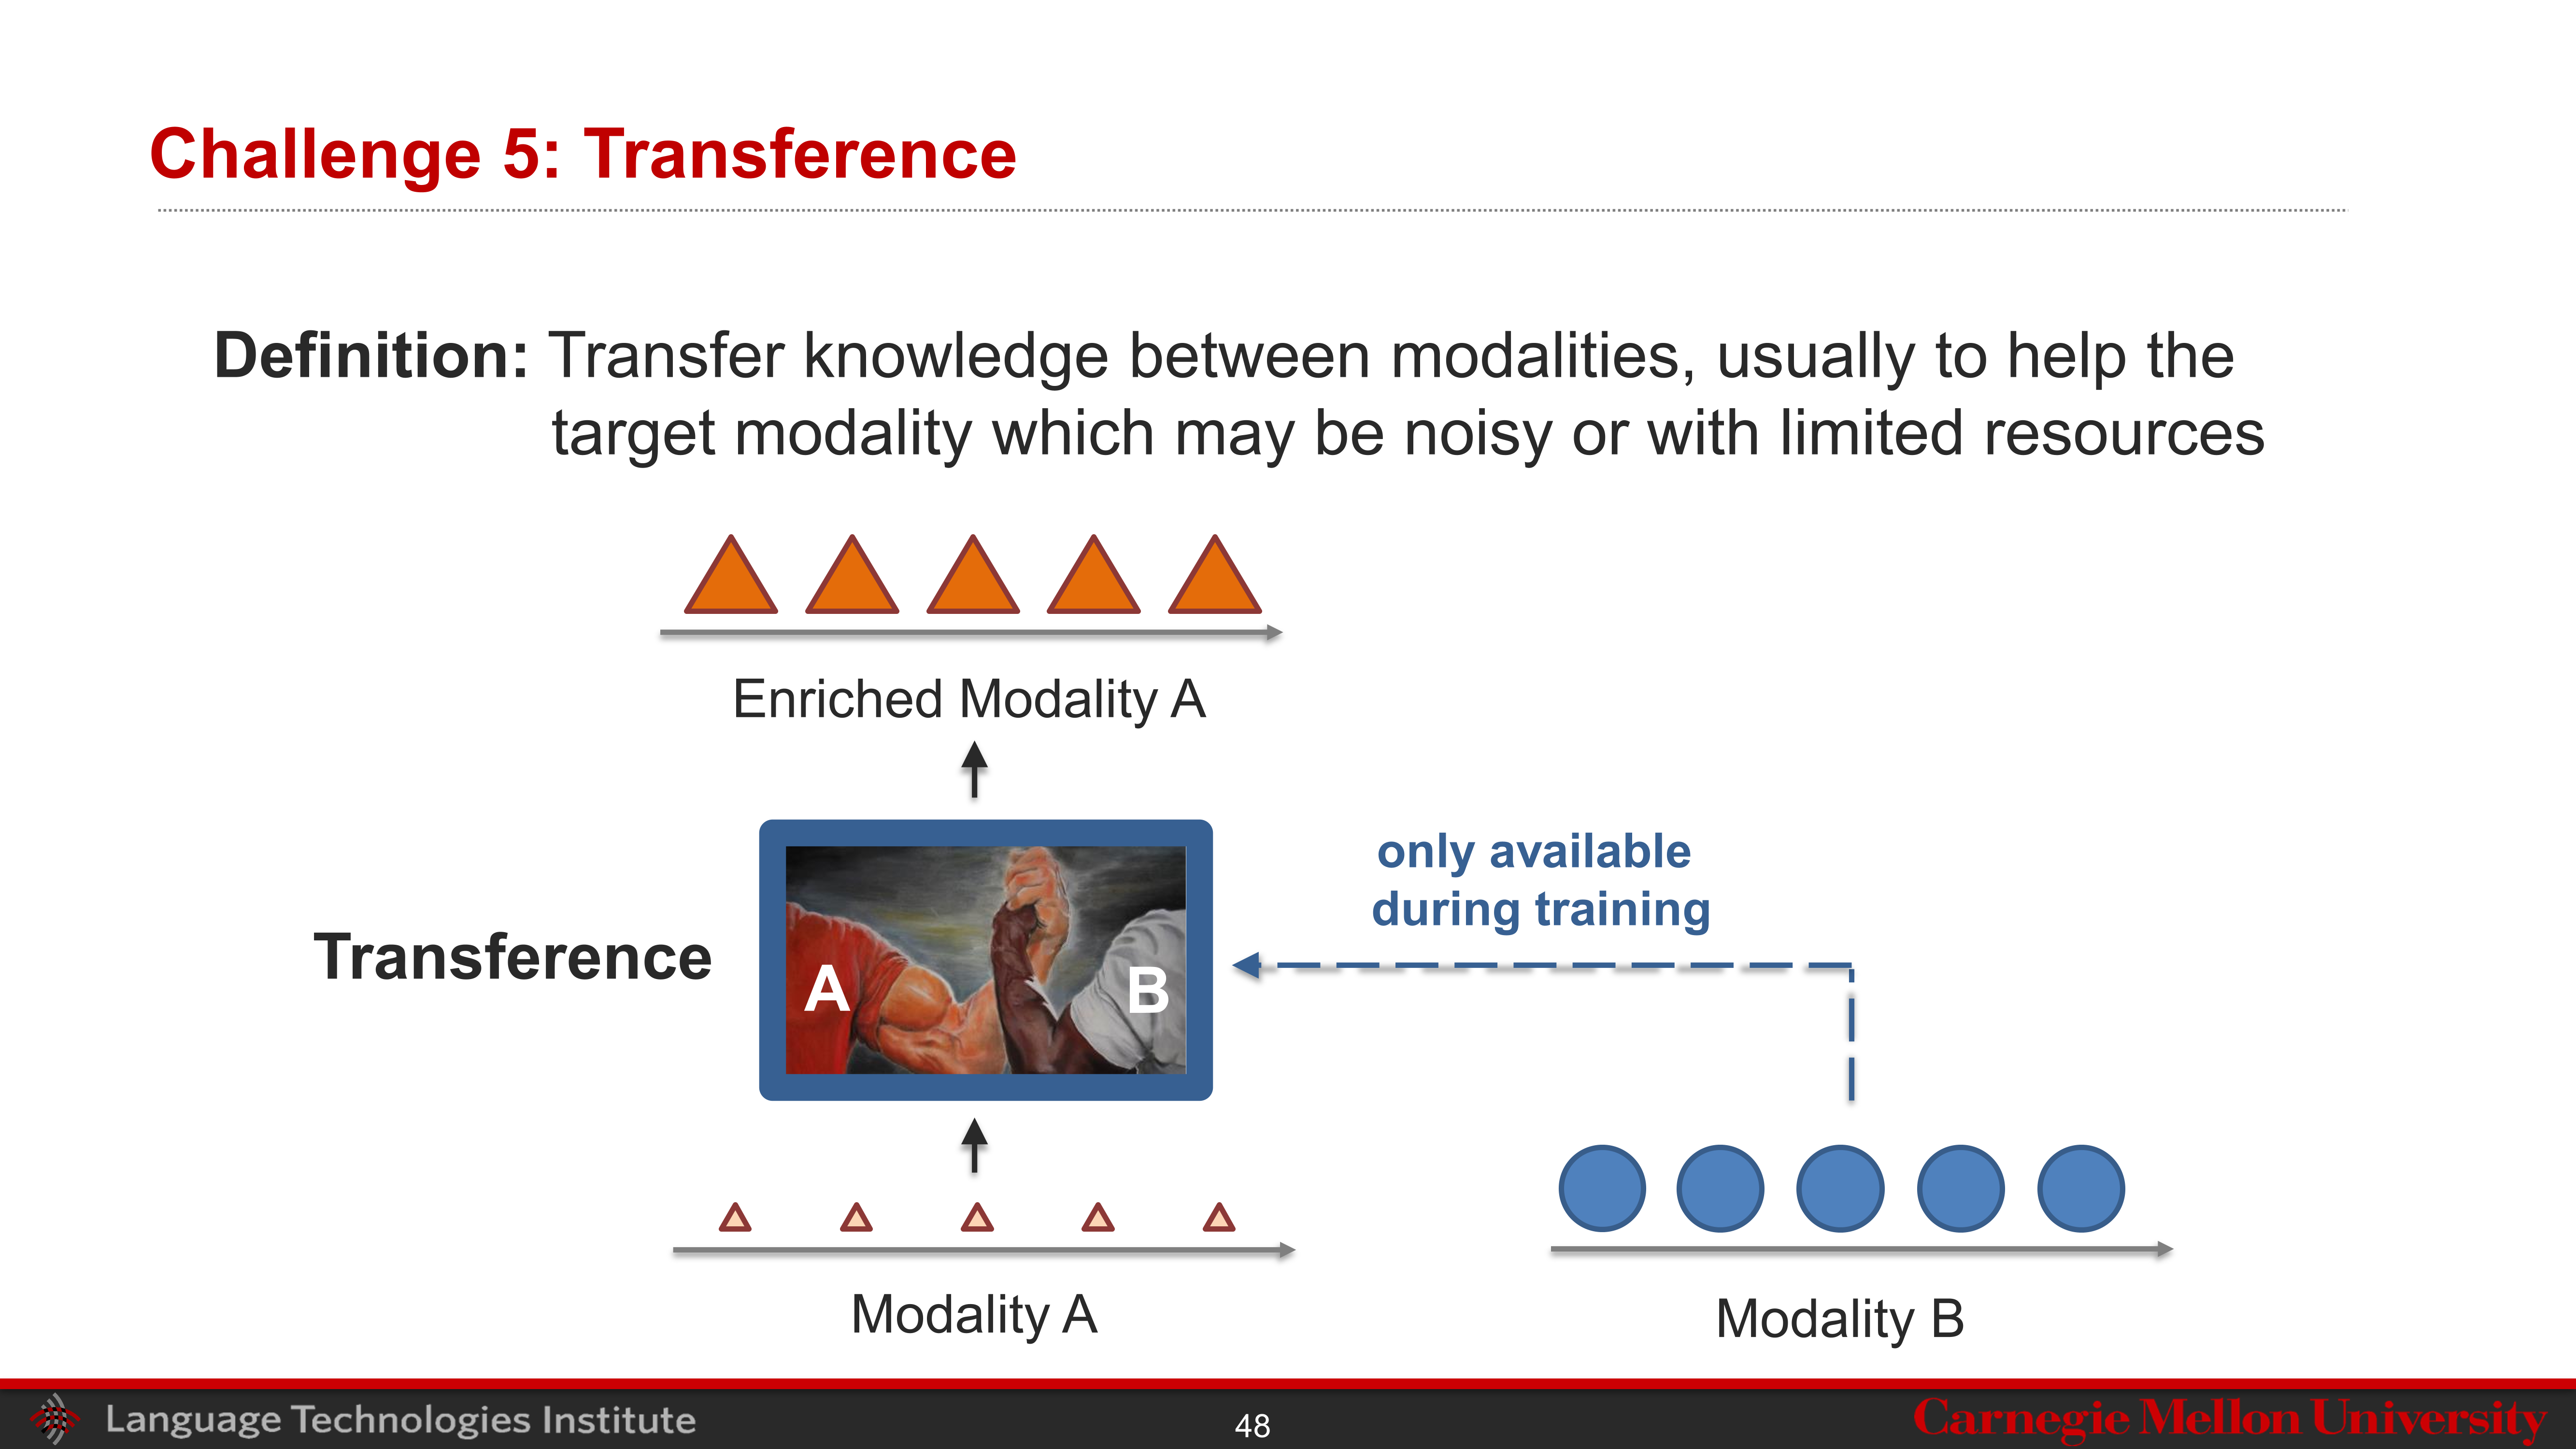 Challenge 5: Transference
Definition: Transfer knowledge between modalities, usually to help the
target modality which may be noisy or with limited resources
Enriched Modality A
only available
during training
Transference
A
B
Modality A
Modality B
Language Technologies Institute
48
Carnegie Mellon University